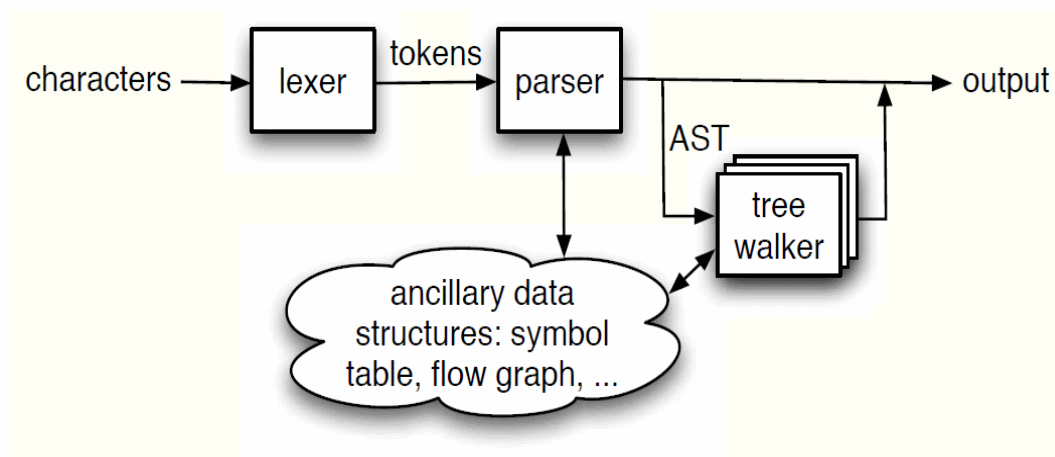 characters
lexer
tokens
parser
output
AST
tree
walker
ancillary data
structures: symbol
table, flow graph, ...